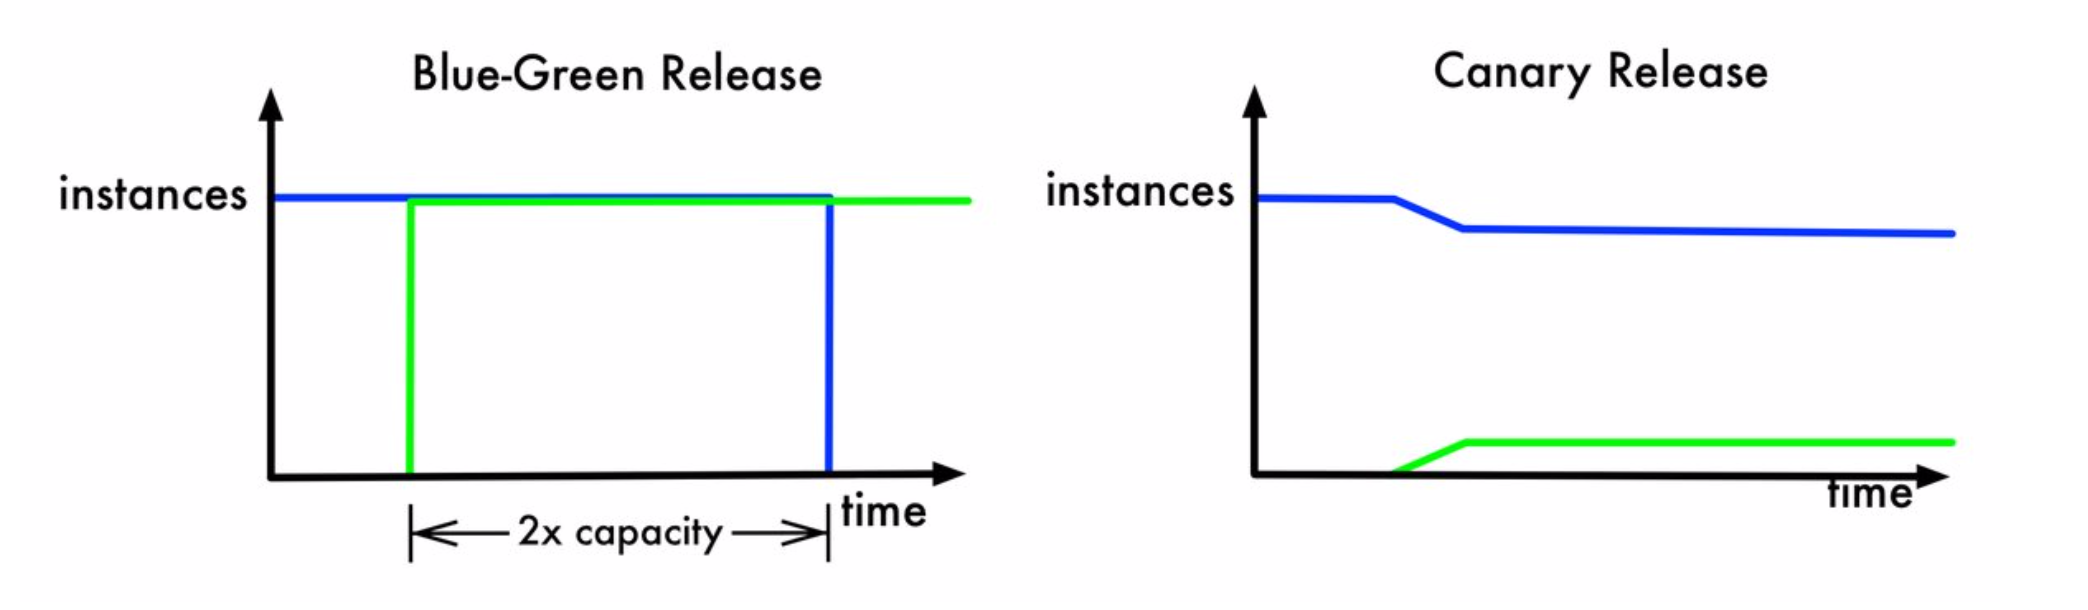 Blue-Green Release
instances
time
2x capacity
Canary Release
instances
time